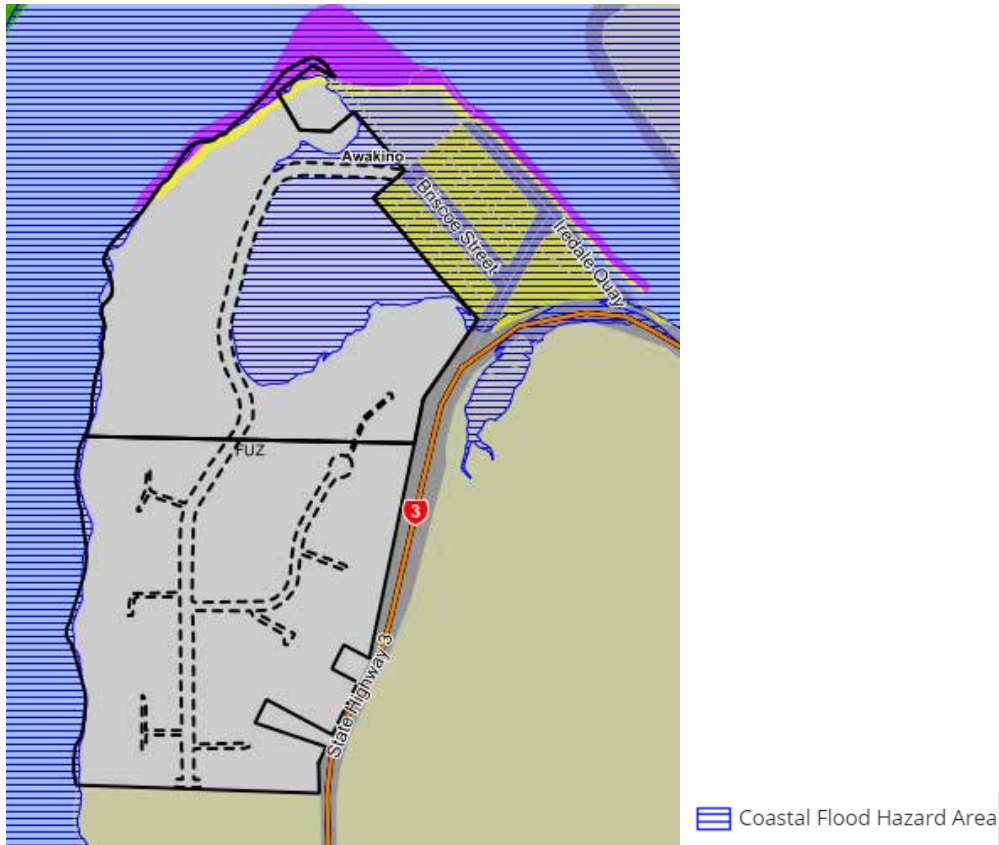 Awakino
Briscoe Street
Iredale Quay
FUZ
3
State Highway 3
Coastal Flood Hazard Area